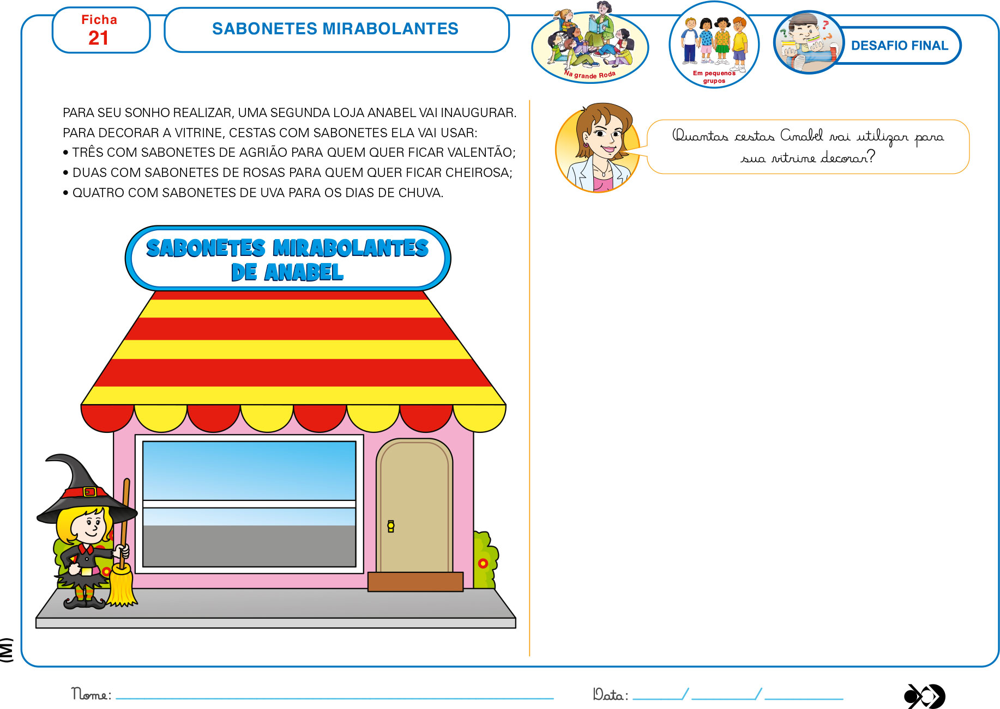 Ficha
21
SABONETES MIRABOLANTES
Na grande Roda
Em pequenos
grupos
DESAFIO FINAL
PARA SEU SONHO REALIZAR, UMA SEGUNDA LOJA ANABEL VAI INAUGURAR.
PARA DECORAR A VITRINE, CESTAS COM SABONETES ELA VAI USAR:
• TRÊS COM SABONETES DE AGRIÃO PARA QUEM QUER FICAR VALENTÃO;
• DUAS COM SABONETES DE ROSAS PARA QUEM QUER FICAR CHEIROSA;
• QUATRO COM SABONETES DE UVA PARA OS DIAS DE CHUVA.
SABONETES MIRABOLANTES
DE ANABEL
Quantas cestas Anabel vai utilizar para
sua vitrine decorar?
(M)
Nome:
Data: / /